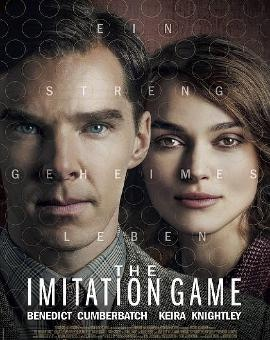 EIN
STRENG
GEHEIMES
LEBEN
THE
IMITATION GAME
BENEDICT CUMBERBATCH KEIRA KNIGHTLEY